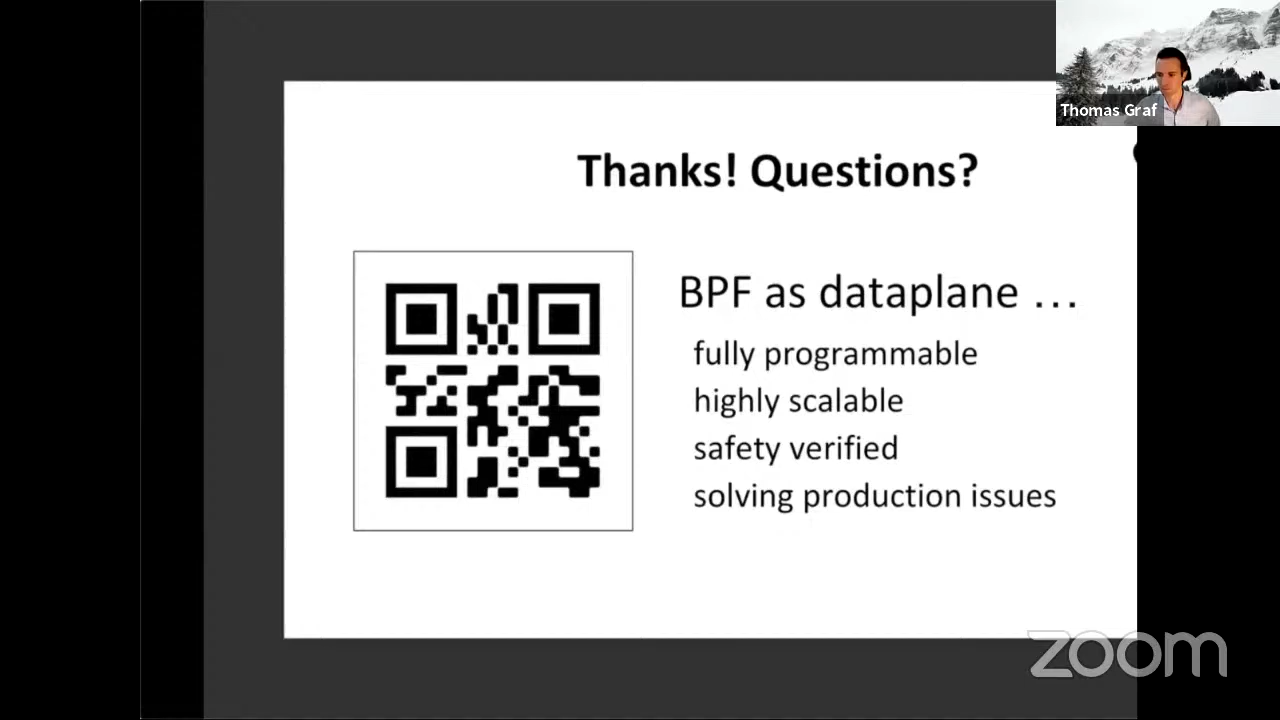 Thomas Graf
Thanks! Questions?
BPF as dataplane …
fully programmable
highly scalable
safety verified
solving production issues
zoom